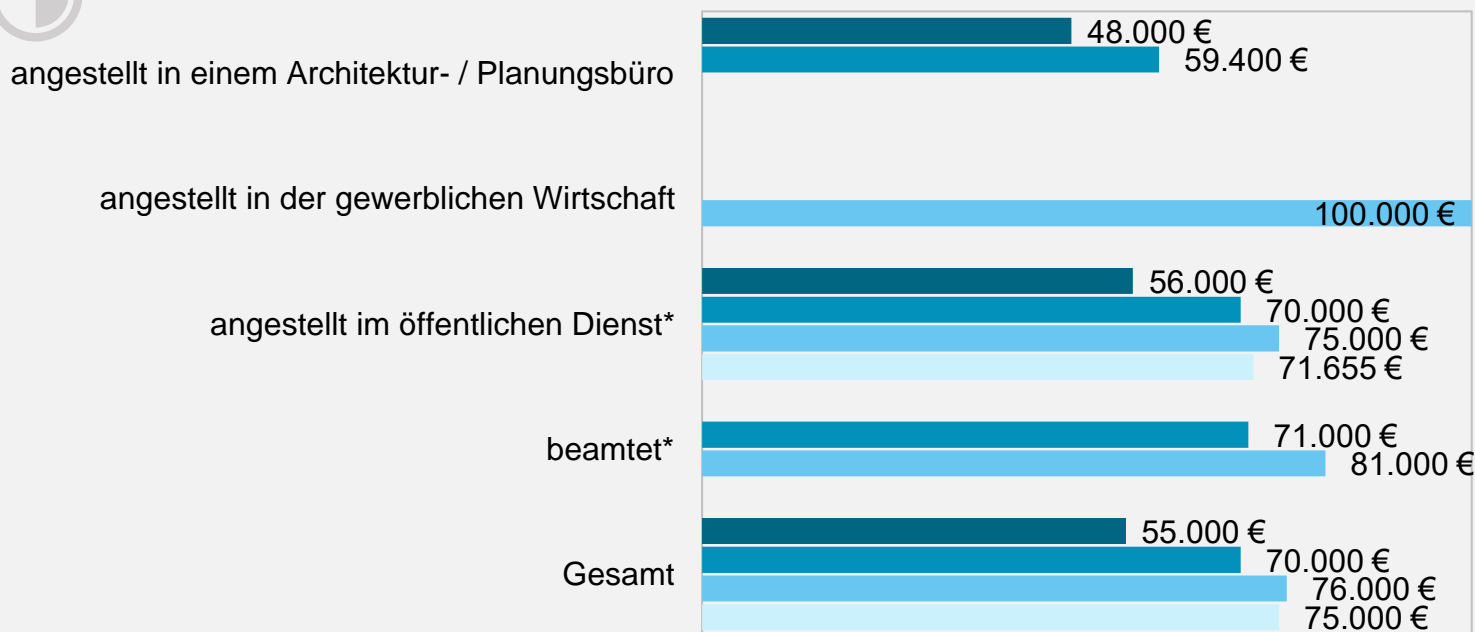 48.000 €
angestellt in einem Architektur- / Planungsbüro
59.400 €
angestellt in der gewerblichen Wirtschaft
100.000 €
56.000 €
angestellt im öffentlichen Dienst*
70.000 €
75.000 €
71.655 €
beamtet*
71.000 €
81.000 €
55.000 €
Gesamt
70.000 €
76.000 €
75.000 €